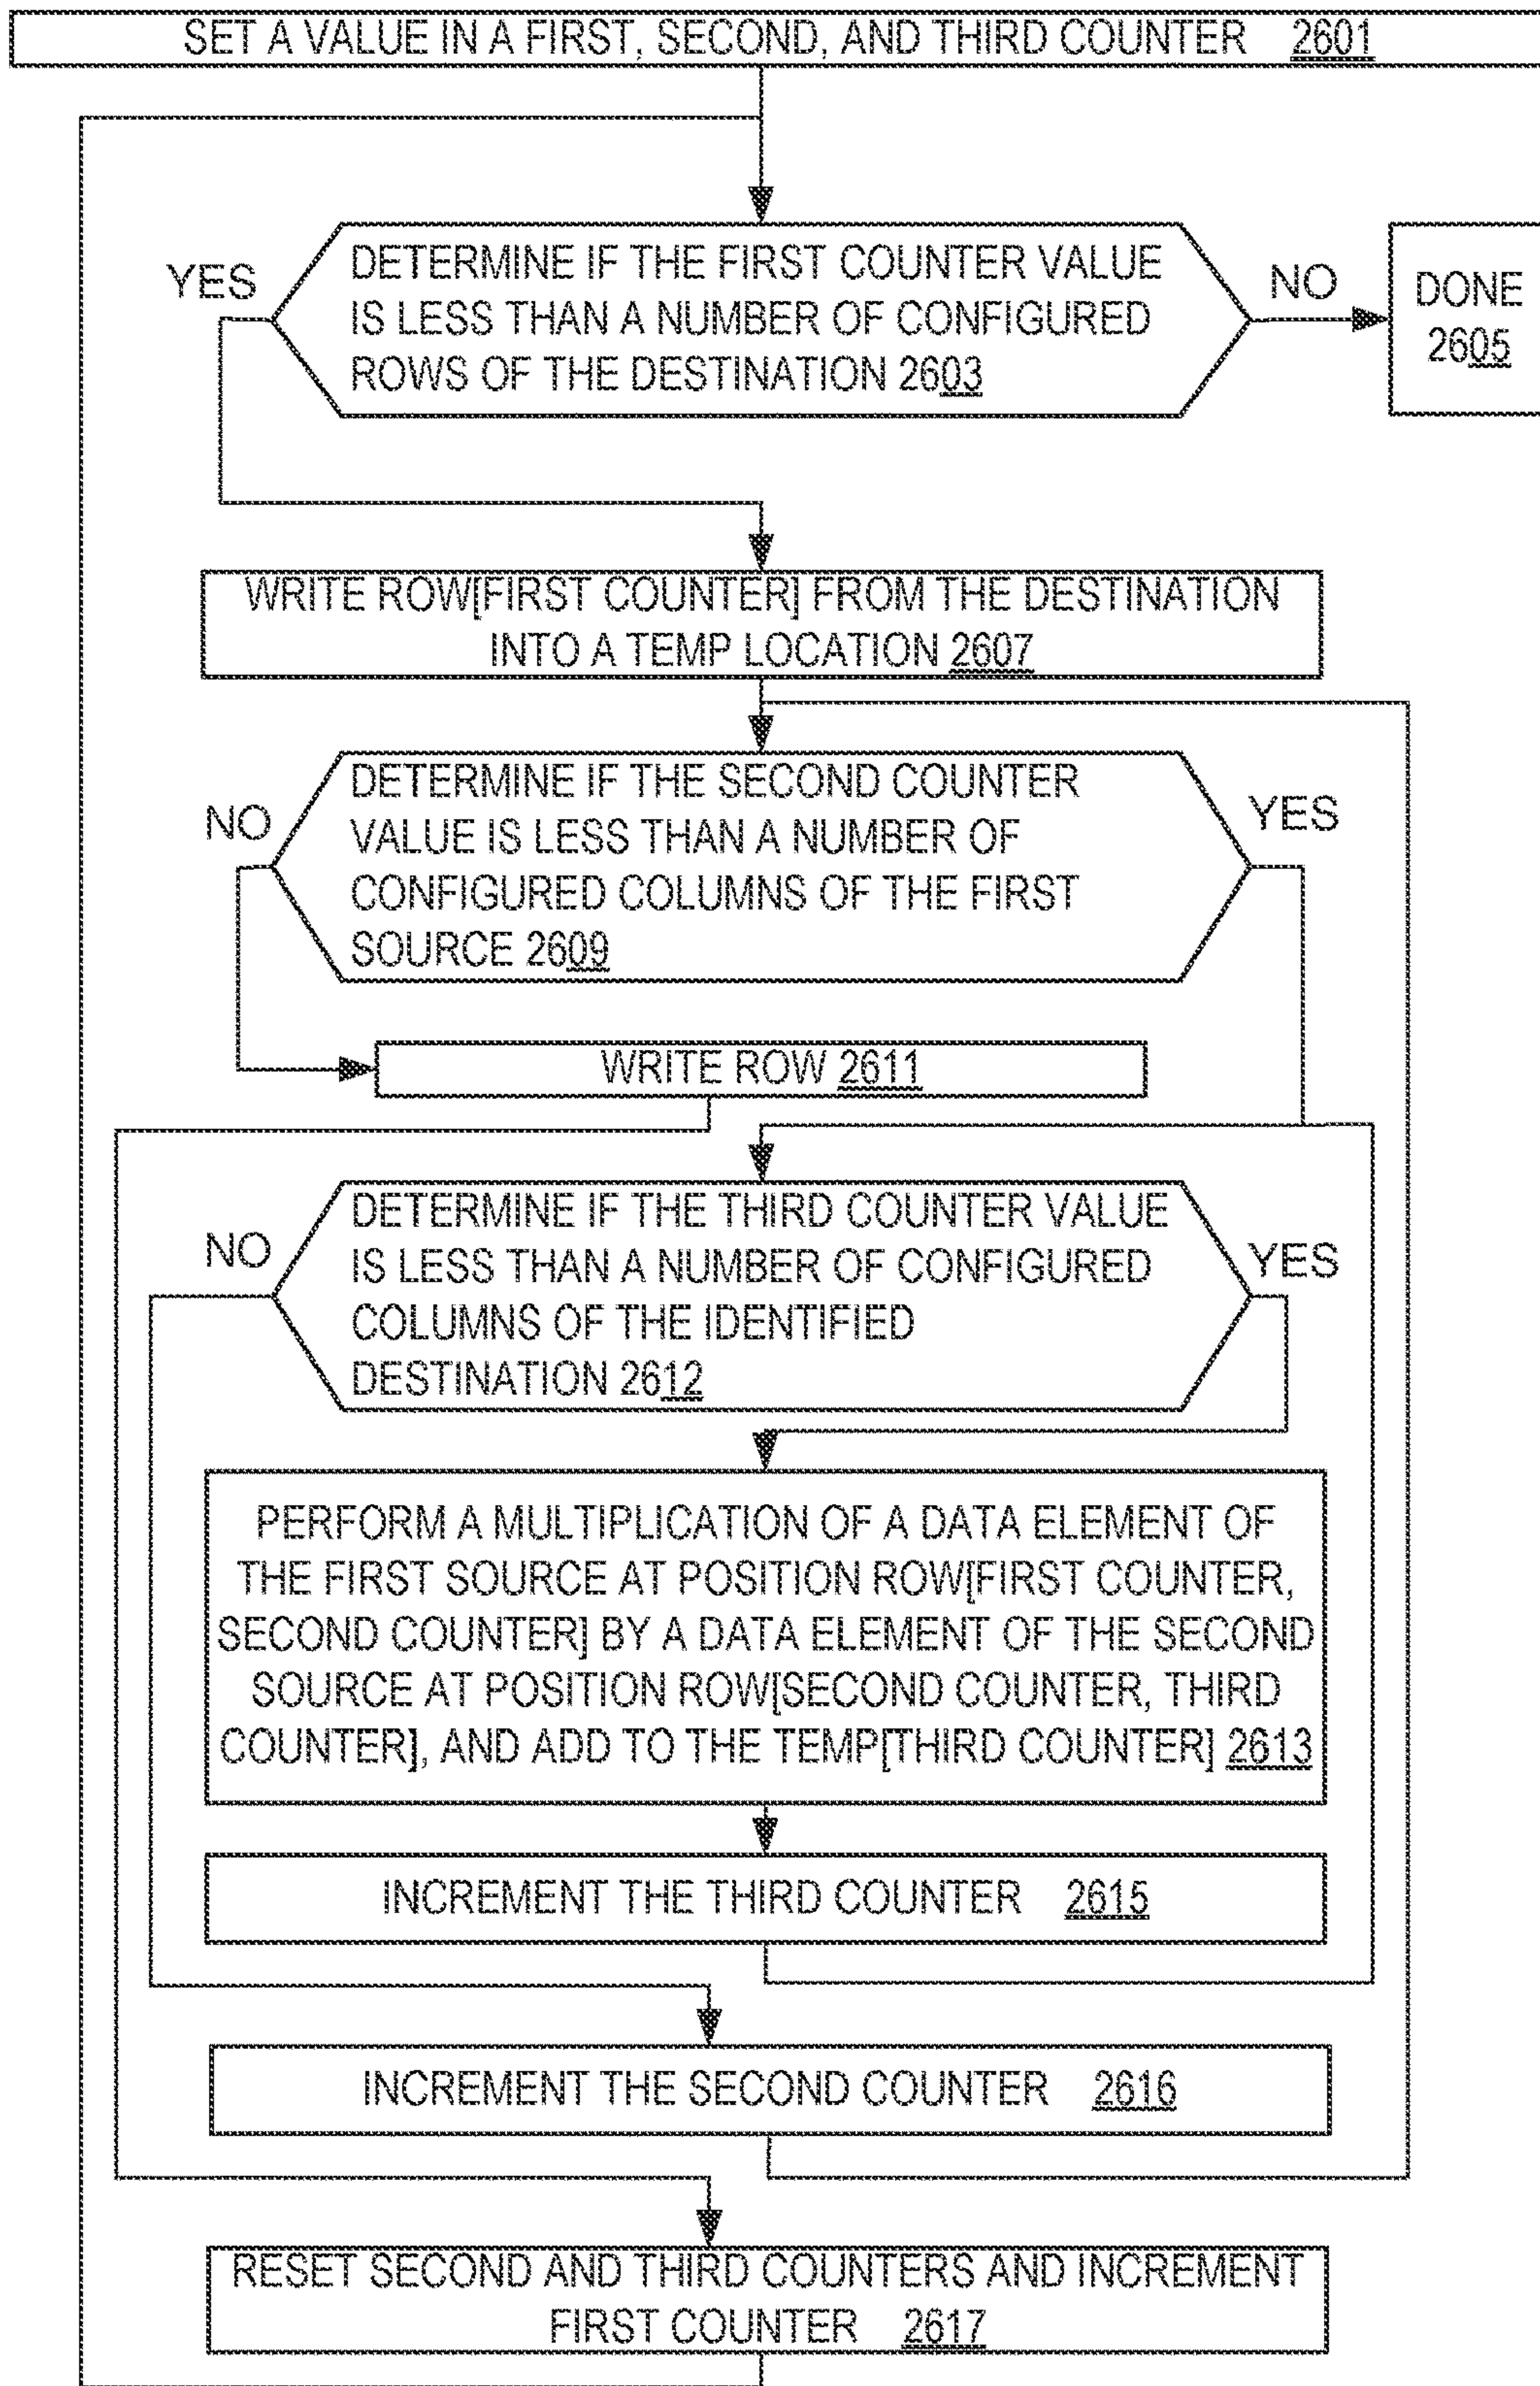 SET A VALUE IN A FIRST, SECOND, AND THIRD COUNTER 2601
DETERMINE IF THE FIRST COUNTER VALUE
IS LESS THAN A NUMBER OF CONFIGURED
ROWS OF THE DESTINATION 2603
YES
NO
DONE
2605
WRITE ROW[FIRST COUNTER] FROM THE DESTINATION
INTO A TEMP LOCATION 2607
DETERMINE IF THE SECOND COUNTER
VALUE IS LESS THAN A NUMBER OF
CONFIGURED COLUMNS OF THE FIRST
SOURCE 2609
NO
YES
WRITE ROW 2611
DETERMINE IF THE THIRD COUNTER VALUE
IS LESS THAN A NUMBER OF CONFIGURED
COLUMNS OF THE IDENTIFIED
DESTINATION 2612
NO
YES
PERFORM A MULTIPLICATION OF A DATA ELEMENT OF
THE FIRST SOURCE AT POSITION ROW[FIRST COUNTER,
SECOND COUNTER] BY A DATA ELEMENT OF THE SECOND
SOURCE AT POSITION ROW[SECOND COUNTER, THIRD
COUNTER], AND ADD TO THE TEMP[THIRD COUNTER] 2613
INCREMENT THE THIRD COUNTER 2615
INCREMENT THE SECOND COUNTER 2616
RESET SECOND AND THIRD COUNTERS AND INCREMENT
FIRST COUNTER 2617